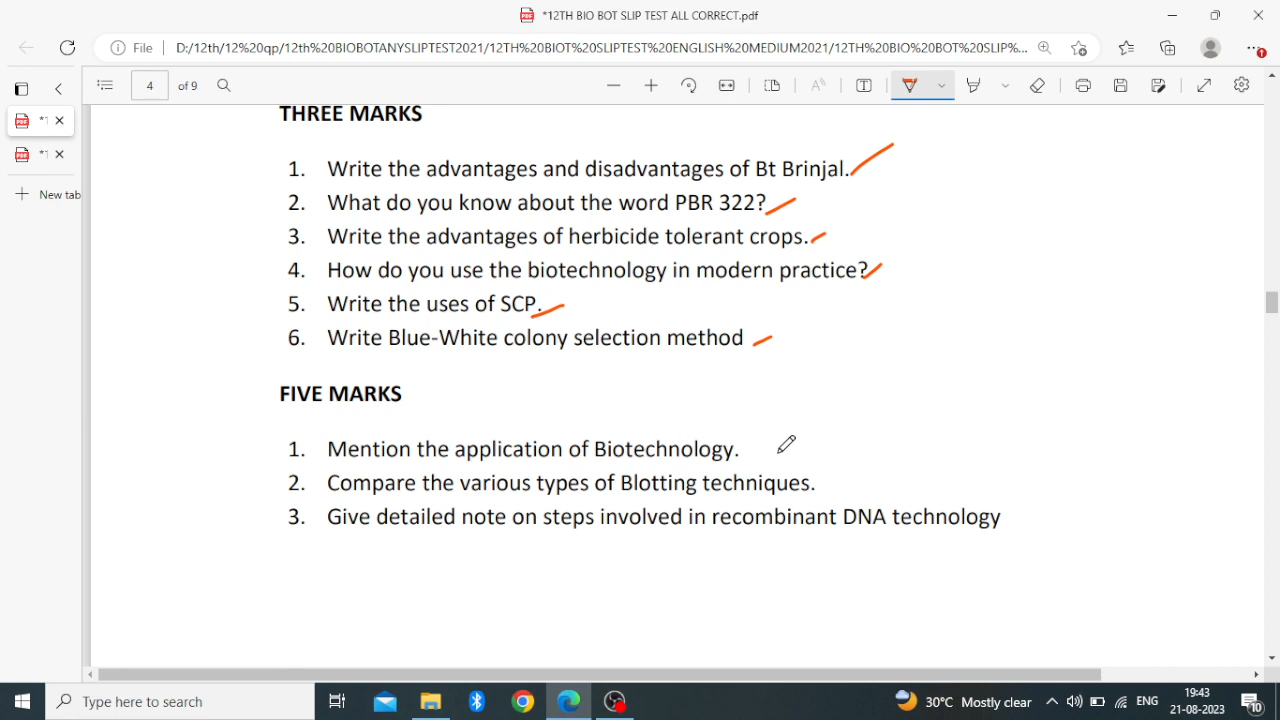 *12TH BIO BOT SLIP TEST ALL CORRECT.pdf
File
D:/12th/12%20qp/12th%20BIOBOTANYSLIPTEST2021/12TH%20BIOT%20SLIPTEST%20ENGLISH%20MEDIUM2021/12TH%20BIO%20BOT%20SLIP%...
4 of 9
New tab
THREE MARKS
1. Write the advantages and disadvantages of Bt Brinjal.
2. What do you know about the word PBR 322?
3. Write the advantages of herbicide tolerant crops.
4. How do you use the biotechnology in modern practice?
5. Write the uses of SCP.
6. Write Blue-White colony selection method
FIVE MARKS
1. Mention the application of Biotechnology.
2. Compare the various types of Blotting techniques.
3. Give detailed note on steps involved in recombinant DNA technology
Type here to search
30°C Mostly clear
ENG
19:43
21-08-2023
10